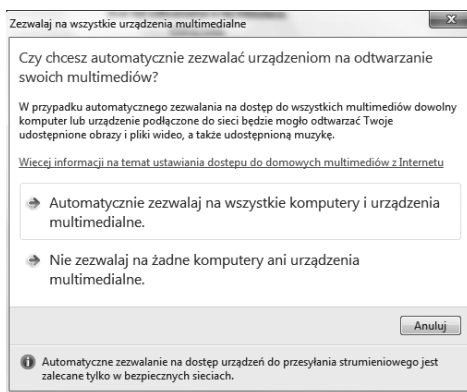 Zezwalaj na wszystkie urządzenia multimedialne
Czy chcesz automatycznie zezwalać urządzeniom na odtwarzanie
swoich multimediów?
W przypadku automatycznego zezwalania na dostęp do wszystkich multimediów dowolny
komputer lub urządzenie podłączone do sieci będzie mogło odtwarzać Twoje
udostępnione obrazy i pliki wideo, a także udostępnioną muzykę.
Więcej informacji na temat ustawiania dostępu do domowych multimediów z Internetu
Automatycznie zezwalaj na wszystkie komputery i urządzenia
multimedialne.
Nie zezwalaj na żadne komputery ani urządzenia
multimedialne.
Anuluj
Automatyczne zezwalanie na dostęp urządzeń do przesyłania strumieniowego jest
zalecane tylko w bezpiecznych sieciach.